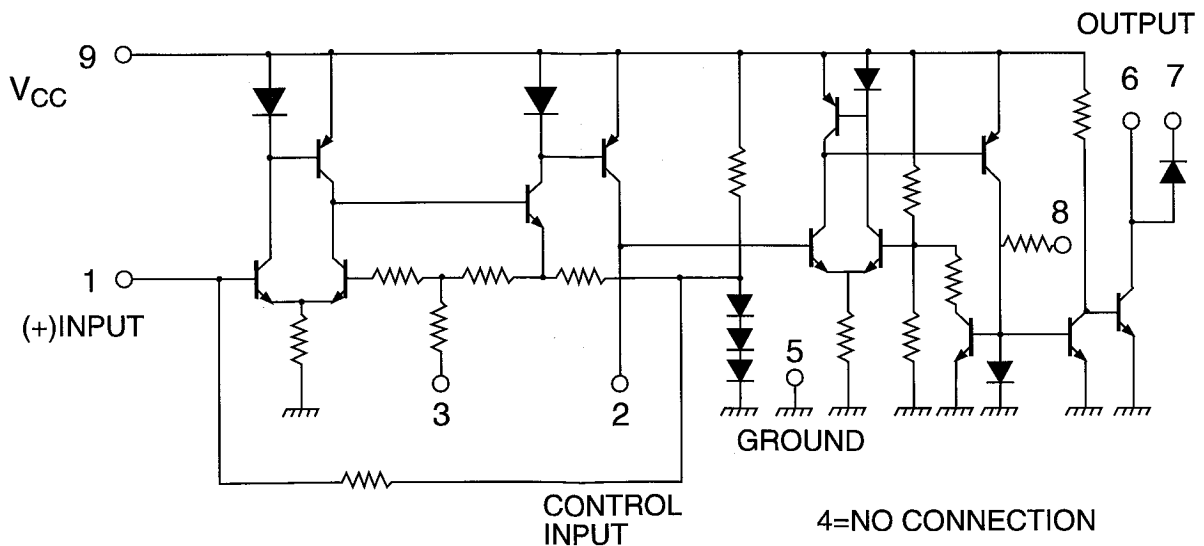 OUTPUT
9
6
7
VCC
8
1
(+)INPUT
5
3
2
GROUND
CONTROL
INPUT
4=NO CONNECTION